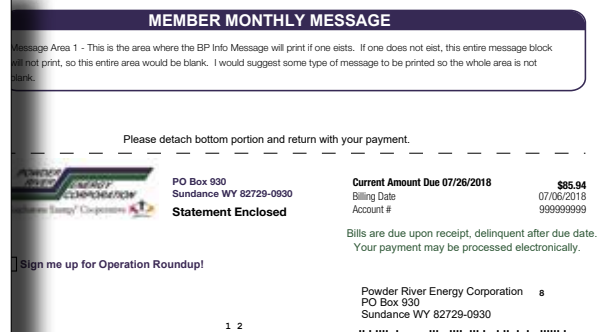 MEMBER MONTHLY MESSAGE
Message Area 1 - This is the area where the BP Info Message will print if one eists. If one does not eist, this entire message block
will not print, so this entire area would be blank. I would suggest some type of message to be printed so the whole area is not
blank.
Please detach bottom portion and return with your payment.
POWDER
RIVER ENERGY
CORPORATION
Touchstone Energy® Cooperative
PO Box 930
Sundance WY 82729-0930
Statement Enclosed
Current Amount Due 07/26/2018 $85.94
Billing Date 07/06/2018
Account # 999999999
Bills are due upon receipt, delinquent after due date.
Your payment may be processed electronically.
Sign me up for Operation Roundup!
Powder River Energy Corporation 8
PO Box 930
Sundance WY 82729-0930
1 2